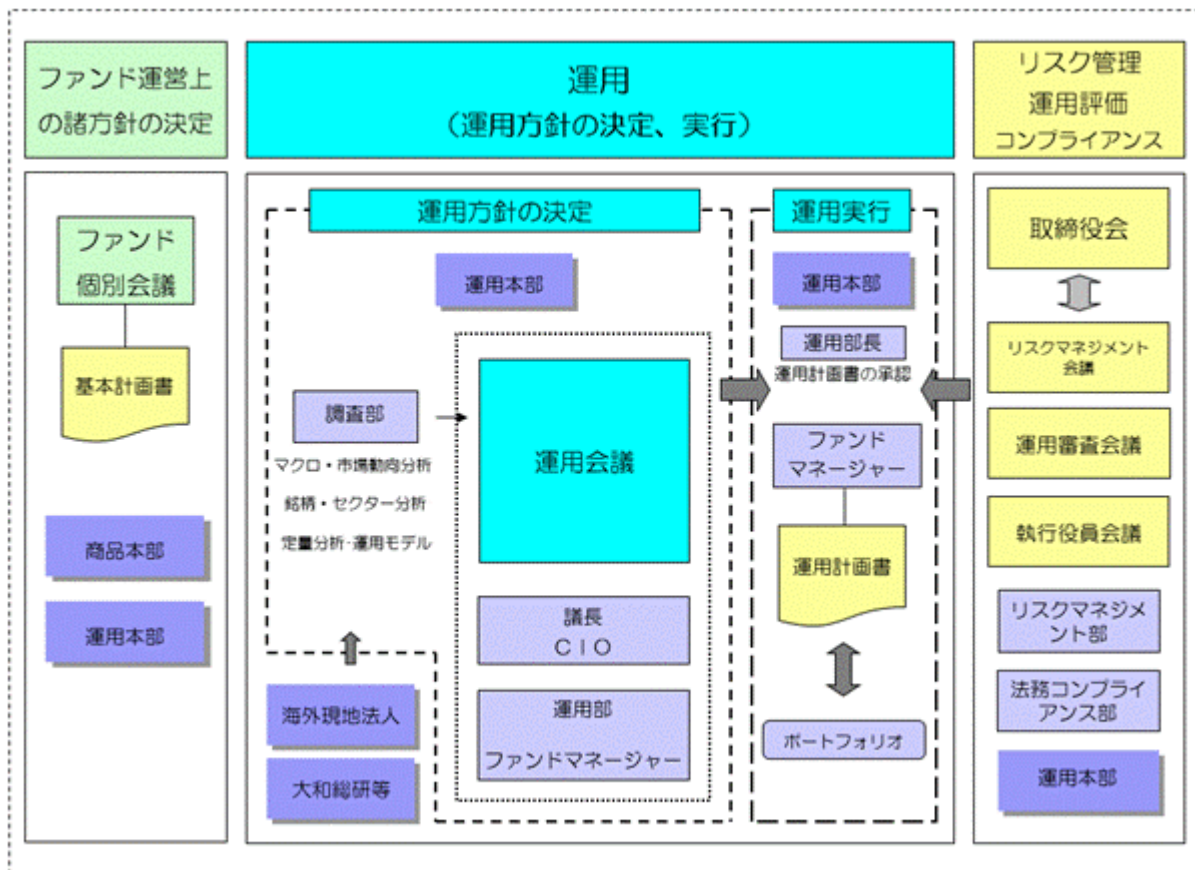 ファンド運営上
の諸方針の決定
運用
（運用方針の決定、実行）
リスク管理
運用評価
コンプライアンス
ファンド
個別会議
基本計画書
商品本部
運用本部
運用方針の決定
運用本部
調査部
マクロ・市場動向分析
銘柄・セクター分析
定量分析･運用モデル
海外現地法人
大和総研等
運用会議
議長
ＣＩＯ
運用部
ファンドマネージャー
運用実行
運用本部
運用部長
運用計画書の承認
ファンド
マネージャー
運用計画書
ポートフォリオ
取締役会
リスクマネジメント
会議
運用審査会議
執行役員会議
リスクマネジメ
ント部
法務コンプライ
アンス部
運用本部